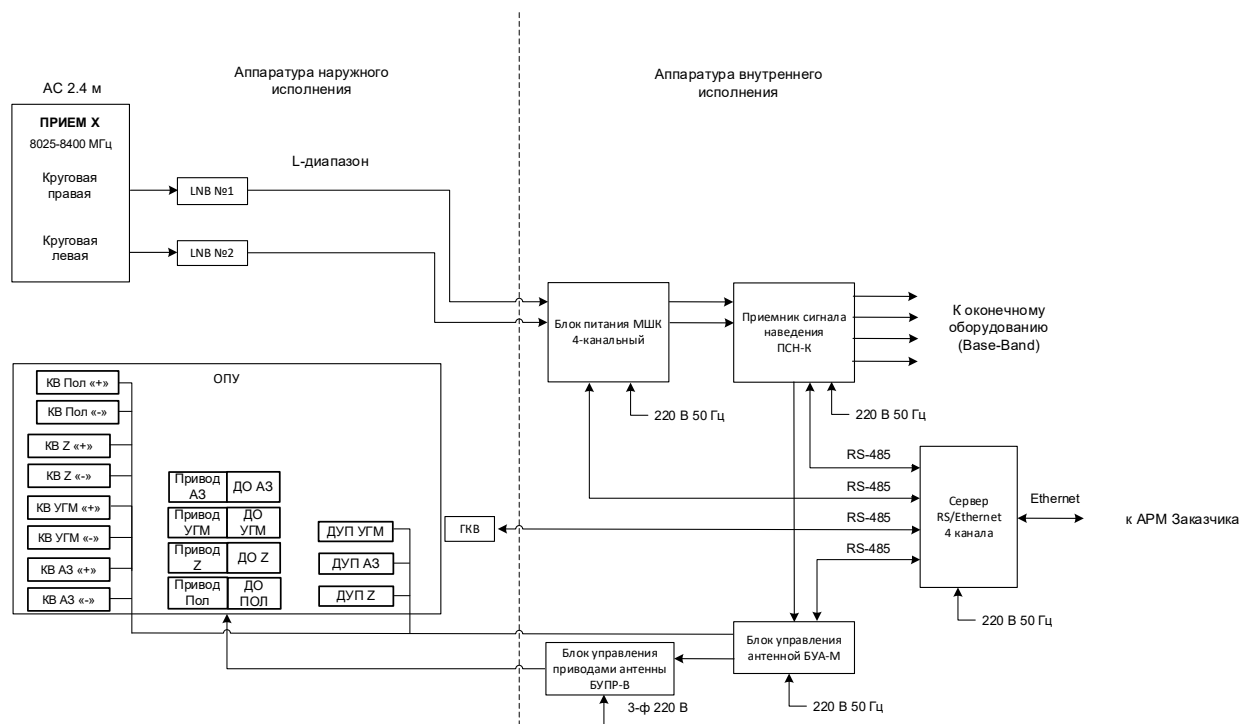 Аппаратура наружного
исполнения
Аппаратура внутреннего
исполнения
АС 2.4 м
ПРИЕМ X
8025-8400 МГц
Круговая
правая
Круговая
левая
LNB №1
LNB №2
L-диапазон
Блок питания МШК
4-канальный
Приемник сигнала
наведения
ПСН-К
К оконечному
оборудованию
(Base-Band)
220 В 50 Гц
220 В 50 Гц
ОПУ
КВ Пол «+»
КВ Пол «-»
КВ Z «+»
КВ Z «-»
КВ УГМ «+»
КВ УГМ «-»
КВ АЗ «+»
КВ АЗ «-»
Привод
АЗ
ДО АЗ
Привод
УГМ
ДО
УГМ
Привод
Z
ДО Z
Привод
Пол
ДО
ПОЛ
ДУП УГМ
ДУП АЗ
ДУП Z
ГКВ
RS-485
RS-485
RS-485
RS-485
Сервер
RS/Ethernet
4 канала
Ethernet
к АРМ Заказчика
220 В 50 Гц
Блок управления
приводами антенны
БУПР-В
3-ф 220 В
Блок управления
антенной БУА-М
220 В 50 Гц